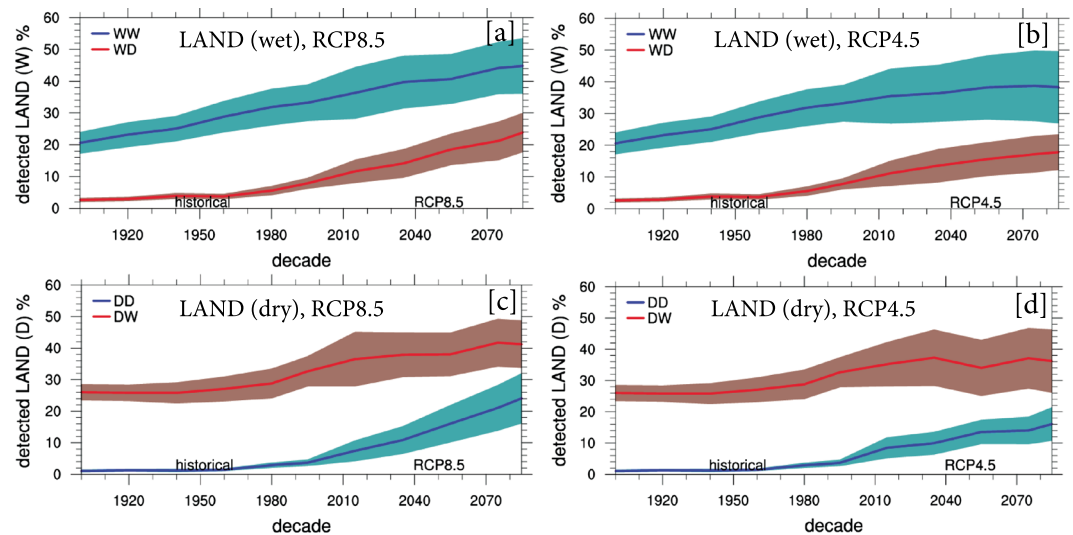 LAND (wet), RCP8.5
[a]
WW
WD
detected LAND (W) %
60
50
40
30
20
10
0
historical
RCP8.5
1920
1950
1980
2010
2040
2070
decade
LAND (wet), RCP4.5
[b]
WW
WD
detected LAND (W) %
60
50
40
30
20
10
0
historical
RCP4.5
1920
1950
1980
2010
2040
2070
decade
LAND (dry), RCP8.5
[c]
DD
DW
detected LAND (D) %
60
50
40
30
20
10
0
historical
RCP8.5
1920
1950
1980
2010
2040
2070
decade
LAND (dry), RCP4.5
[d]
DD
DW
detected LAND (D) %
60
50
40
30
20
10
0
historical
RCP4.5
1920
1950
1980
2010
2040
2070
decade